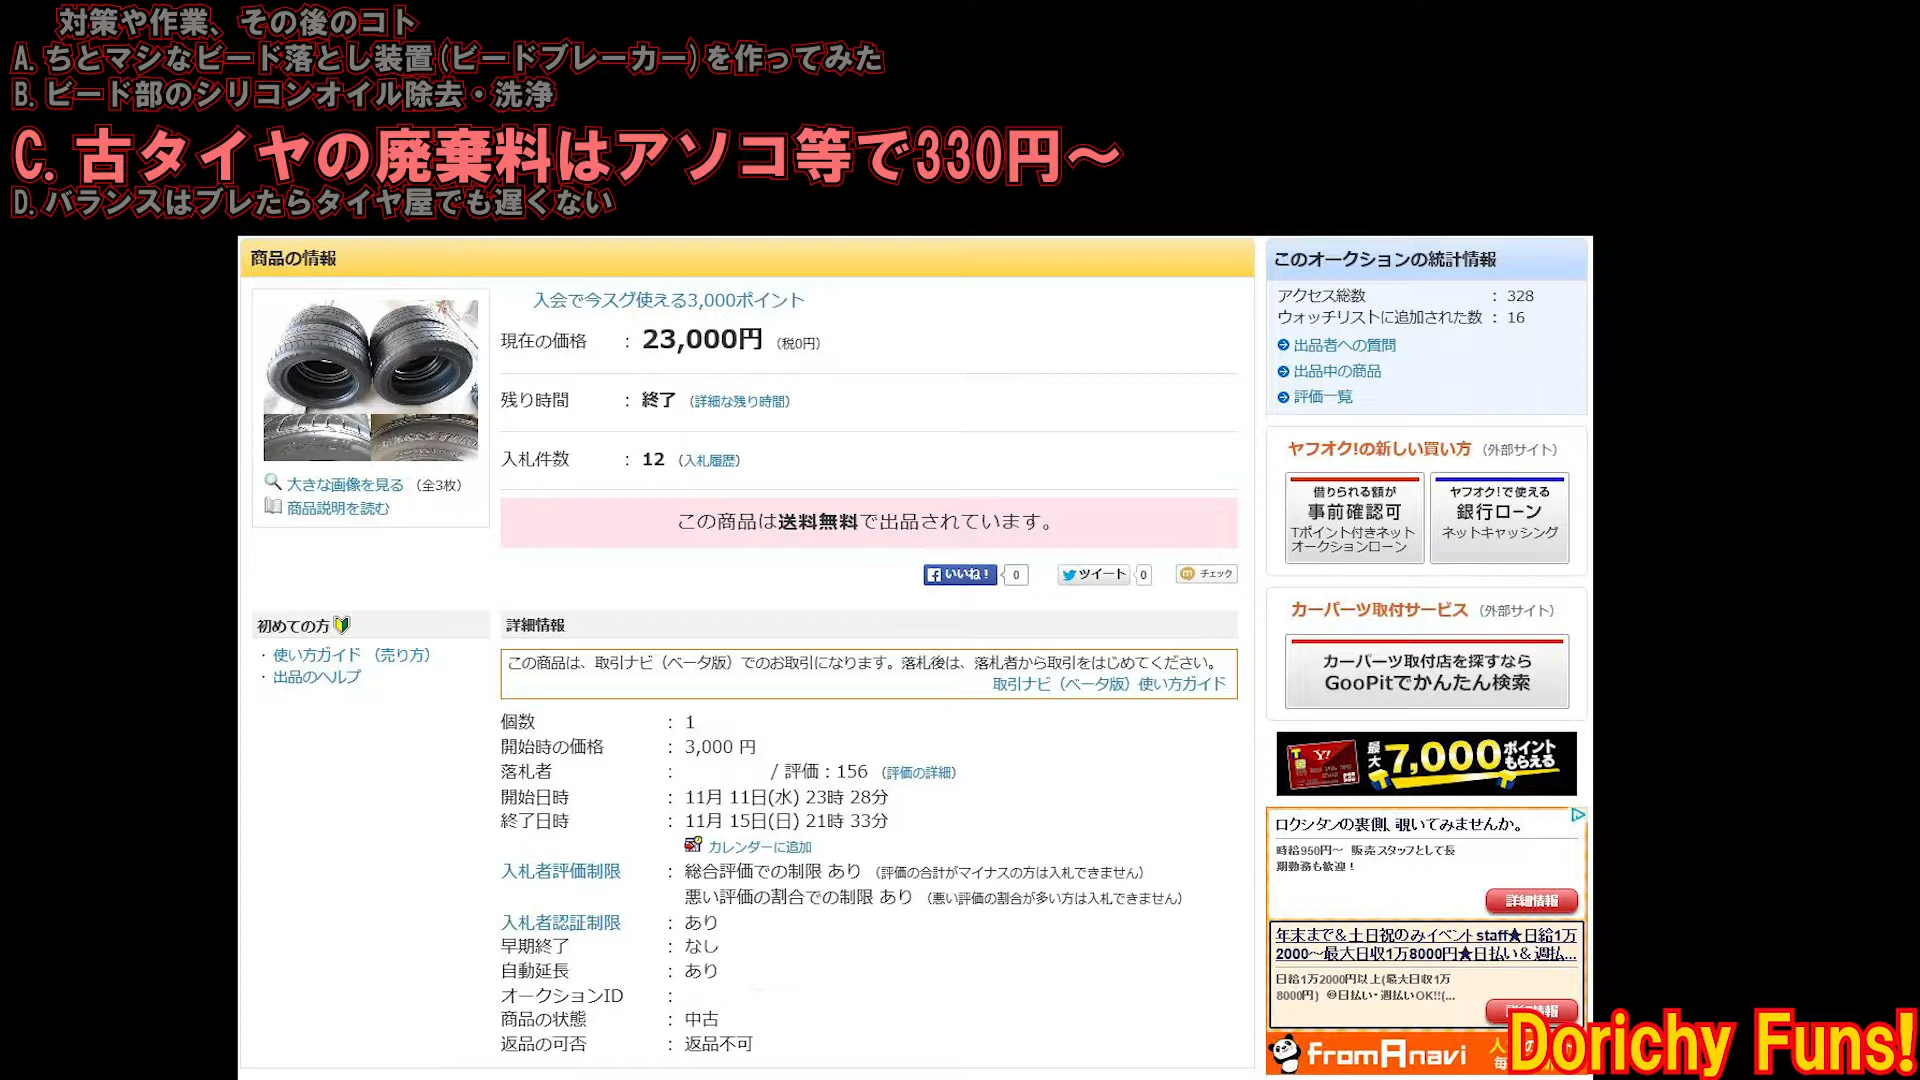 対策や作業、その後のコト
A.ちとマシなビード落とし装置(ビードブレーカー)を作ってみた
B.ビード部のシリコンオイル除去・洗浄
C.古タイヤの廃棄料はアソコ等で330円～
D.バランスはブレたらタイヤ屋でも遅くない
商品の情報
入会で今スグ使える3,000ポイント
現在の価格 ： 23,000円 （税0円）
残り時間 ： 終了 （詳細な残り時間）
入札件数 ： 12 （入札履歴）
大きな画像を見る （全3枚）
商品説明を読む
この商品は送料無料で出品されています。
いいね！ 0 ツイート 0 チェック
初めての方
・使い方ガイド （売り方）
・出品のヘルプ
詳細情報
この商品は、取引ナビ（ベータ版）でのお取引になります。落札後は、落札者から取引をはじめてください。
取引ナビ（ベータ版）使い方ガイド
個数 ： 1
開始時の価格 ： 3,000 円
落札者 ： / 評価：156 （評価の詳細）
開始日時 ： 11月 11日(水) 23時 28分
終了日時 ： 11月 15日(日) 21時 33分
カレンダーに追加
入札者評価制限 ： 総合評価での制限 あり （評価の合計がマイナスの方は入札できません）
悪い評価の割合での制限 あり （悪い評価の割合が多い方は入札できません）
入札者認証制限 ： あり
早期終了 ： なし
自動延長 ： あり
オークションID ：
商品の状態 ： 中古
返品の可否 ： 返品不可
このオークションの統計情報
アクセス総数 ： 328
ウォッチリストに追加された数 ： 16
出品者への質問
出品中の商品
評価一覧
ヤフオク!の新しい買い方 （外部サイト）
借りられる額が
事前確認可
Tポイント付きネット
オークションローン
ヤフオク!で使える
銀行ローン
ネットキャッシング
カーパーツ取付サービス （外部サイト）
カーパーツ取付店を探すなら
GooPitでかんたん検索
Y! 最大7,000ポイントもらえる
ロクシタンの裏側、覗いてみませんか。
時給950円～ 販売スタッフとして長
期勤務も歓迎！
詳細情報
年末まで＆土日祝のみイベントstaff★日給1万
2000～最大日収1万8000円★日払い＆週払...
日給1万2000円以上(最大日収1万
8000円) ◎日払い・週払いOK!!(...
fromAnavi
Dorichy Funs!